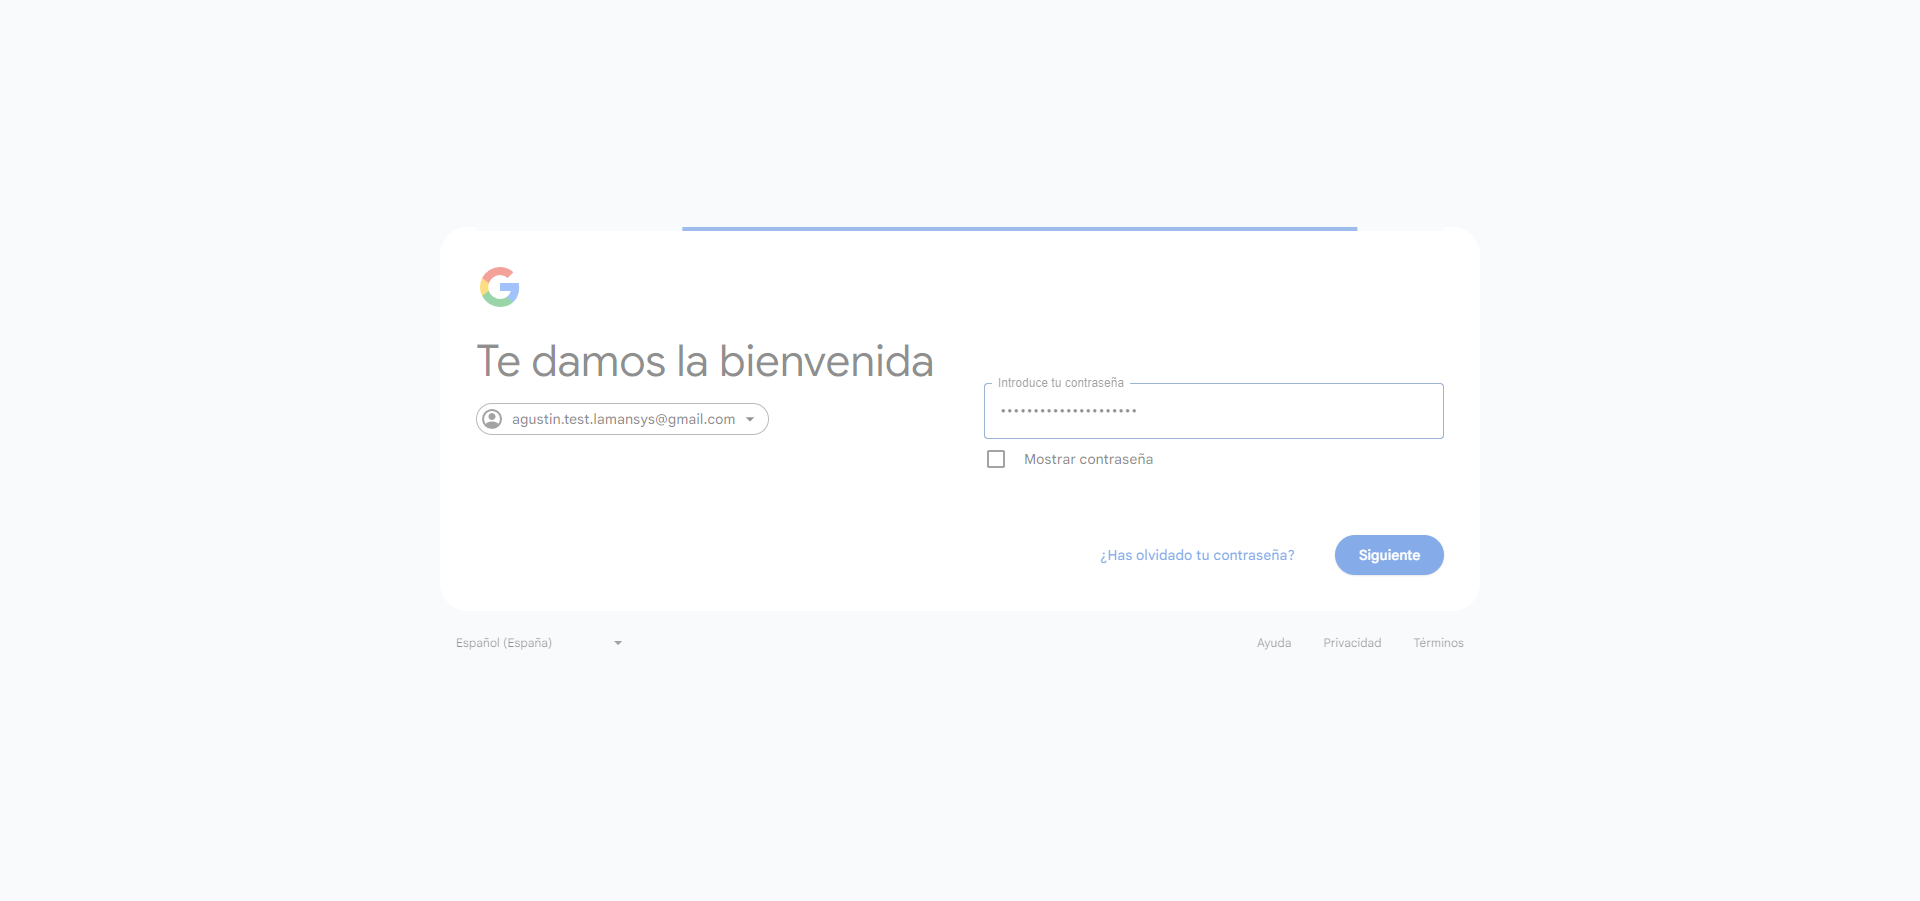 Te damos la bienvenida
agustin.test.lamansys@gmail.com
Introduce tu contraseña
••••••••••••••••••••
Mostrar contraseña
¿Has olvidado tu contraseña?
Siguiente
Español (España)
Ayuda
Privacidad
Términos